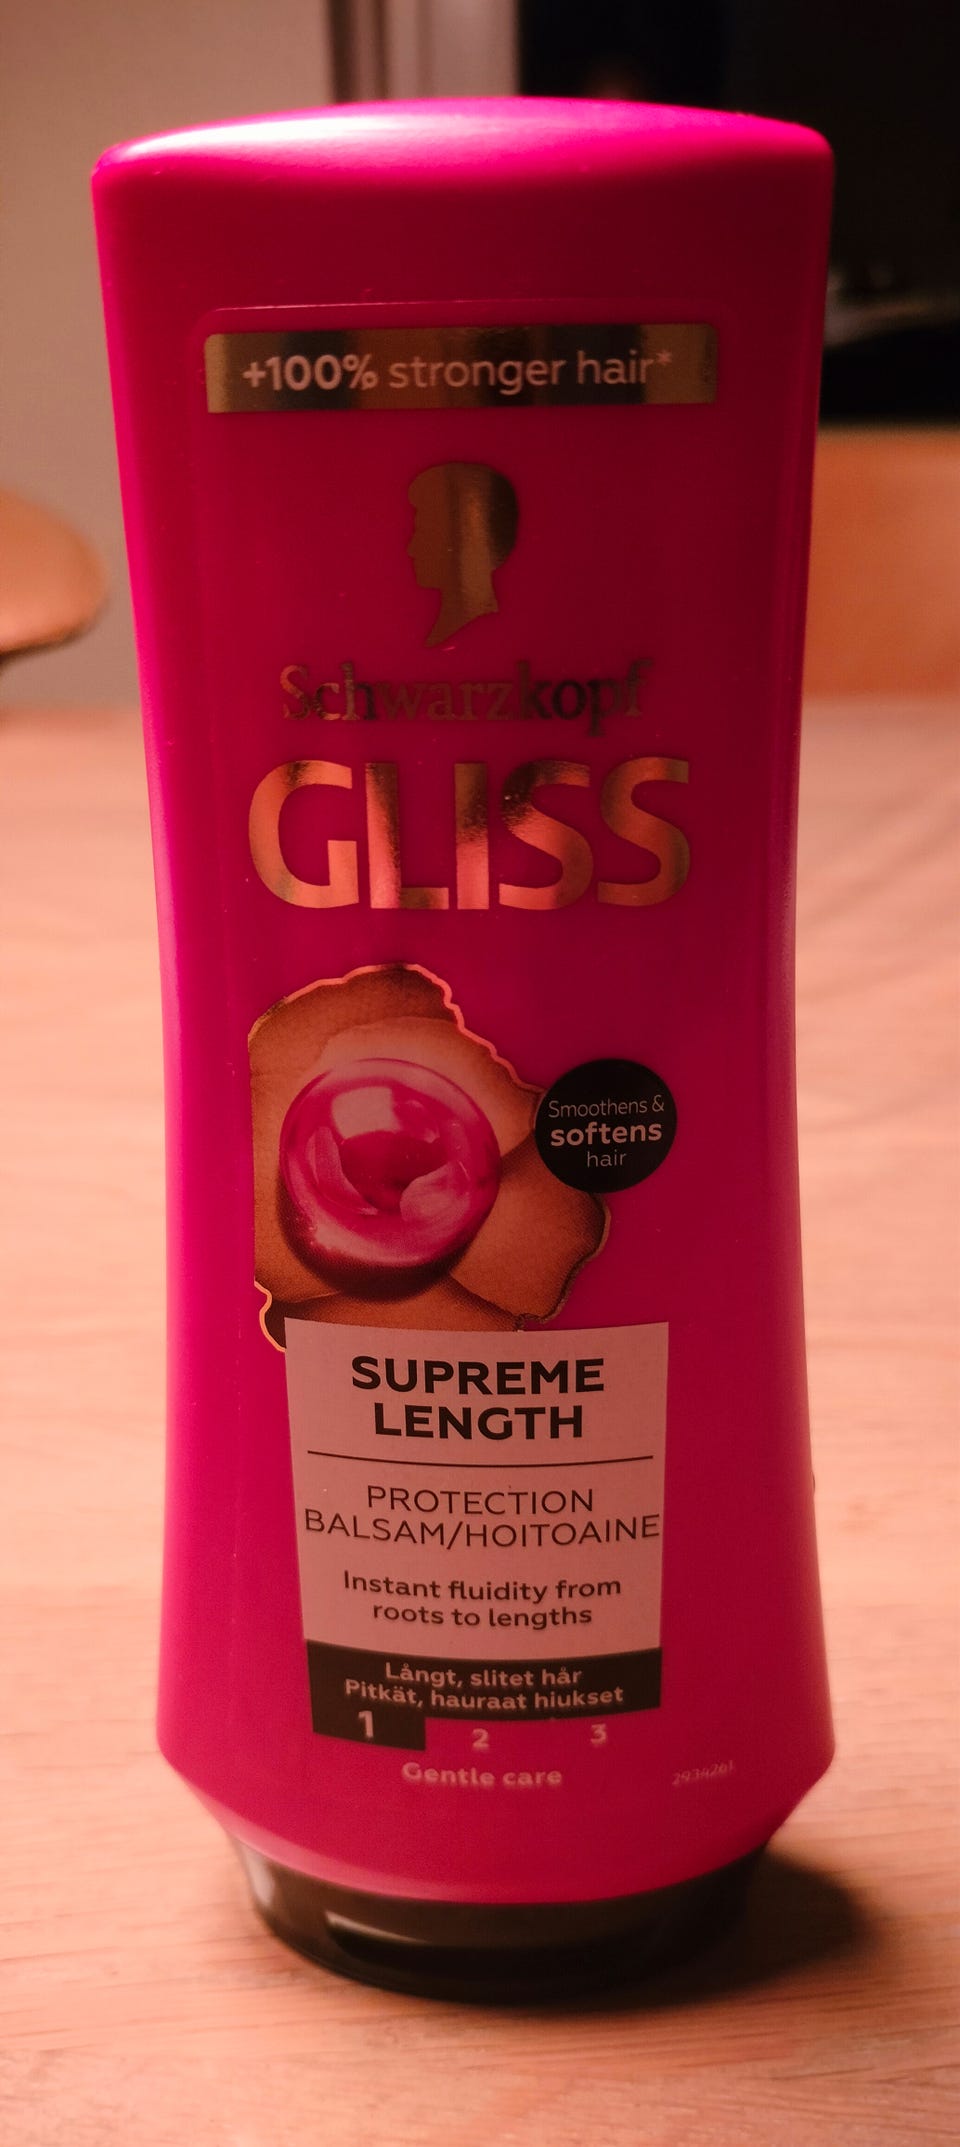 +100% stronger hair*
Schwarzkopf
GLISS
Smoothens &
softens
hair
SUPREME
LENGTH
PROTECTION
BALSAM/HOITOAINE
Instant fluidity from
roots to lengths
Långt, slitet hår
Pitkät, hauraat hiukset
1 2 3
Gentle care
2934261